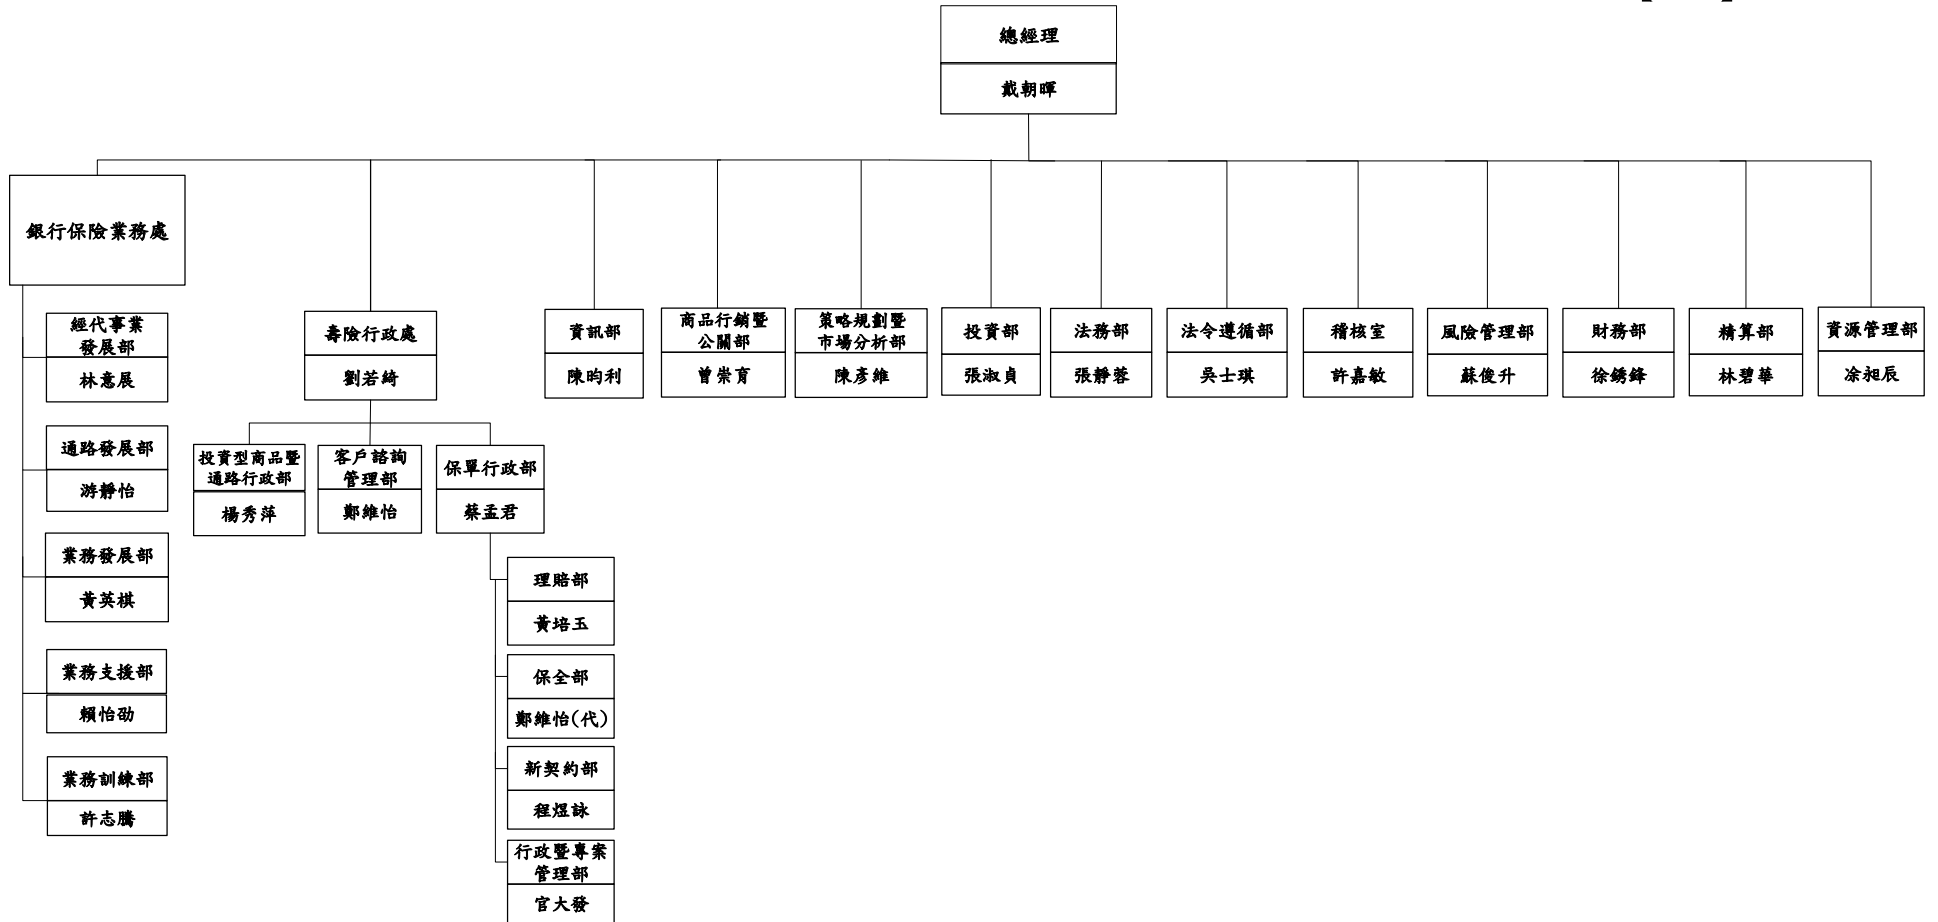 總經理
戴朝暉
銀行保險業務處
經代事業
發展部
林意展
通路發展部
游靜怡
業務發展部
黃英棋
業務支援部
賴怡劭
業務訓練部
許志騰
壽險行政處
劉若綺
投資型商品暨
通路行政部
楊秀萍
客戶諮詢
管理部
鄭維怡
保單行政部
蔡孟君
理賠部
黃培玉
保全部
鄭維怡(代)
新契約部
程煜詠
行政暨專案
管理部
官大發
資訊部
陳昀利
商品行銷暨
公關部
曾崇育
策略規劃暨
市場分析部
陳彥維
投資部
張淑貞
法務部
張靜蓉
法令遵循部
吳士琪
稽核室
許嘉敏
風險管理部
蘇俊升
財務部
徐銹鋒
精算部
林碧華
資源管理部
凃昶辰